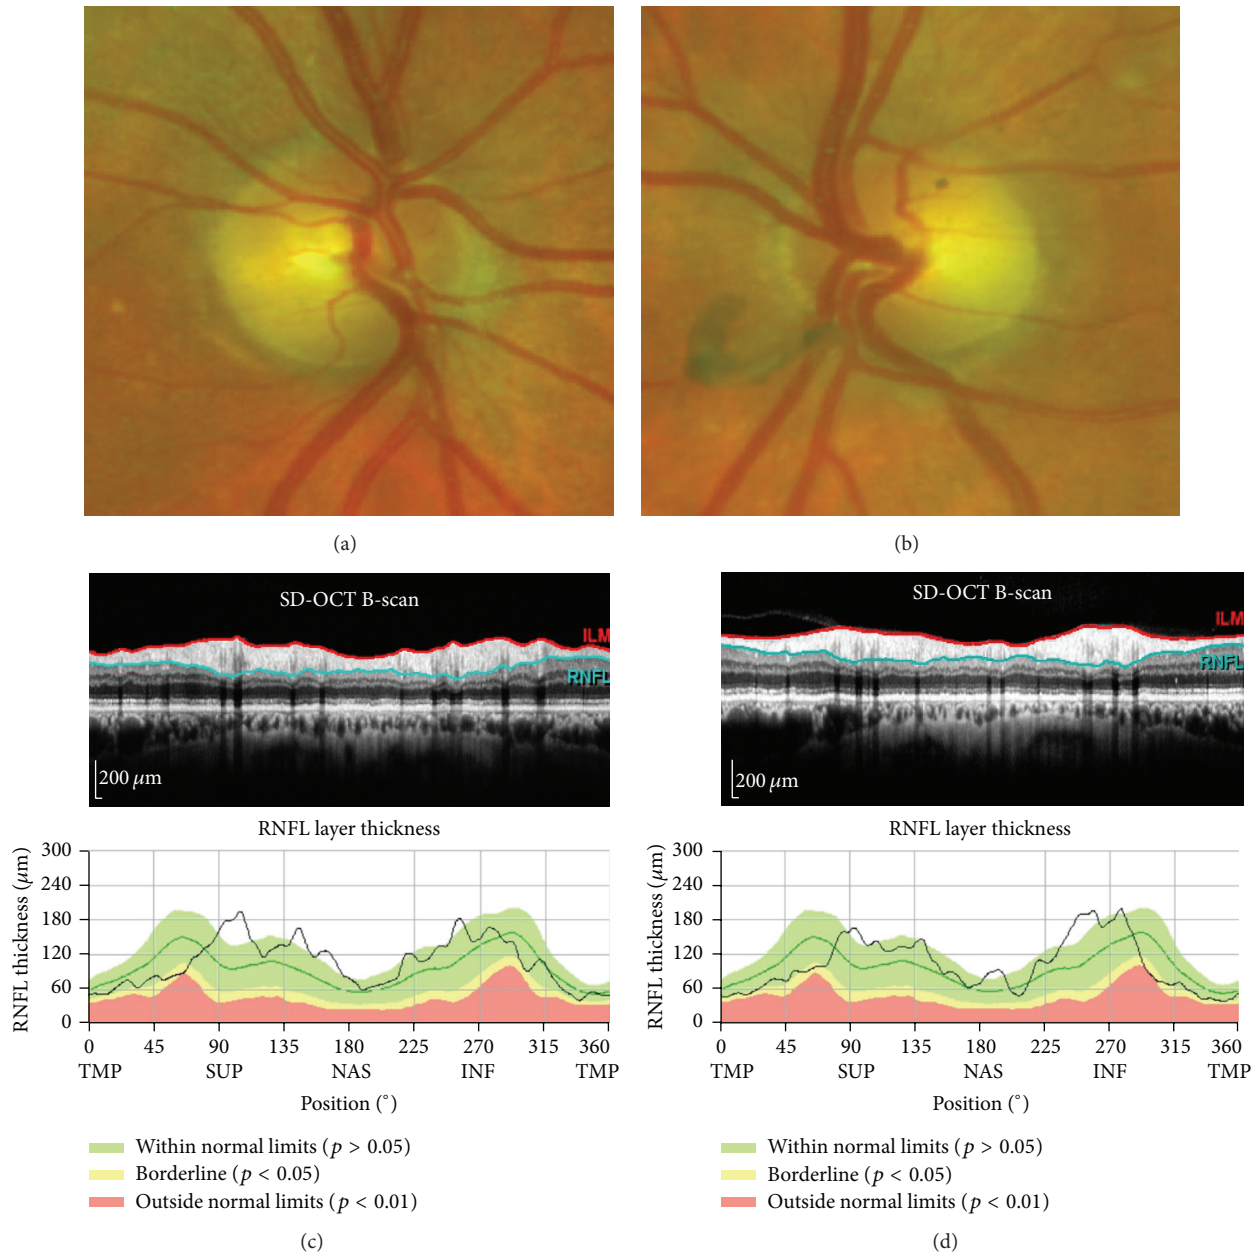 (a)
(b)
SD-OCT B-scan
ILM
RNFL
200 μm
SD-OCT B-scan
ILM
RNFL
200 μm
RNFL layer thickness
RNFL thickness (μm)
300
240
180
120
60
0
0 45 90 135 180 225 270 315 360
TMP SUP NAS INF TMP
Position (°)
Within normal limits (p > 0.05)
Borderline (p < 0.05)
Outside normal limits (p < 0.01)
(c)
RNFL layer thickness
RNFL thickness (μm)
300
240
180
120
60
0
0 45 90 135 180 225 270 315 360
TMP SUP NAS INF TMP
Position (°)
Within normal limits (p > 0.05)
Borderline (p < 0.05)
Outside normal limits (p < 0.01)
(d)